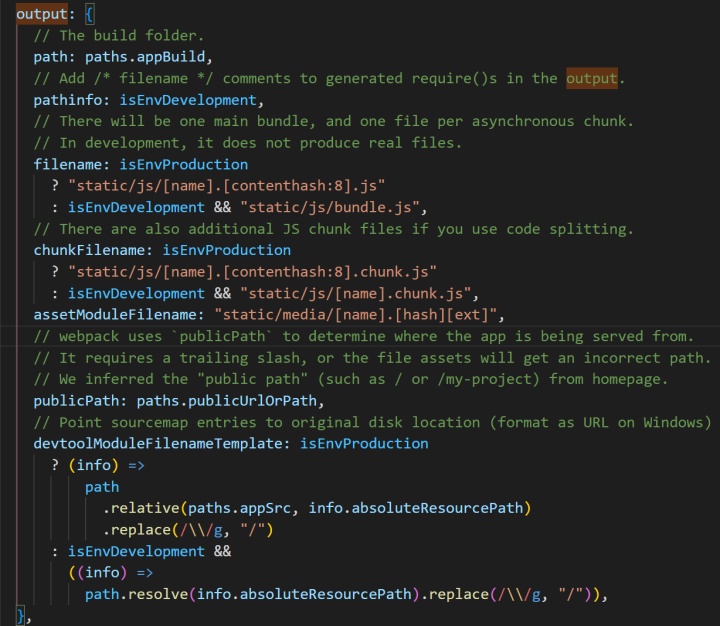 output: {
// The build folder.
path: paths.appBuild,
// Add /* filename */ comments to generated require()s in the output.
pathinfo: isEnvDevelopment,
// There will be one main bundle, and one file per asynchronous chunk.
// In development, it does not produce real files.
filename: isEnvProduction
? "static/js/[name].[contenthash:8].js"
: isEnvDevelopment && "static/js/bundle.js",
// There are also additional JS chunk files if you use code splitting.
chunkFilename: isEnvProduction
? "static/js/[name].[contenthash:8].chunk.js"
: isEnvDevelopment && "static/js/[name].chunk.js",
assetModuleFilename: "static/media/[name].[hash][ext]",
// webpack uses `publicPath` to determine where the app is being served from.
// It requires a trailing slash, or the file assets will get an incorrect path.
// We inferred the "public path" (such as / or /my-project) from homepage.
publicPath: paths.publicUrlOrPath,
// Point sourcemap entries to original disk location (format as URL on Windows)
devtoolModuleFilenameTemplate: isEnvProduction
? (info) =>
path
.relative(paths.appSrc, info.absoluteResourcePath)
.replace(/\\/g, "/")
: isEnvDevelopment &&
((info) =>
path.resolve(info.absoluteResourcePath).replace(/\\/g, "/")),
},